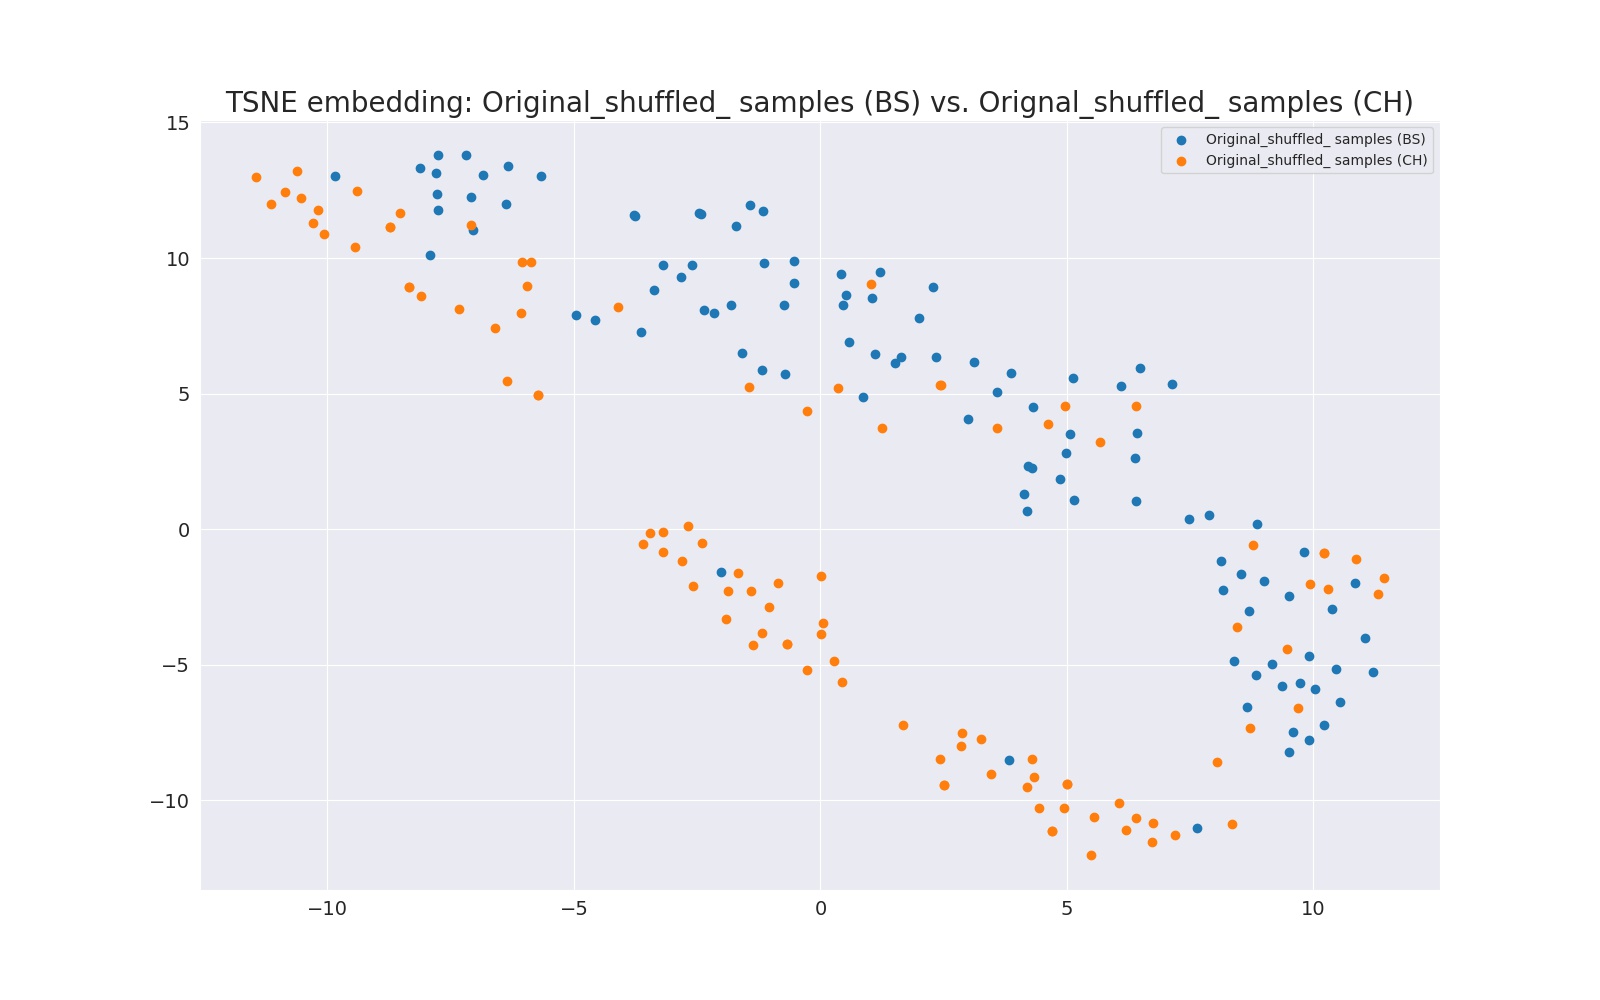 TSNE embedding: Original_shuffled_ samples (BS) vs. Orignal_shuffled_ samples (CH)
Original_shuffled_ samples (BS)
Original_shuffled_ samples (CH)
15
10
5
0
−5
−10
−10 −5 0 5 10